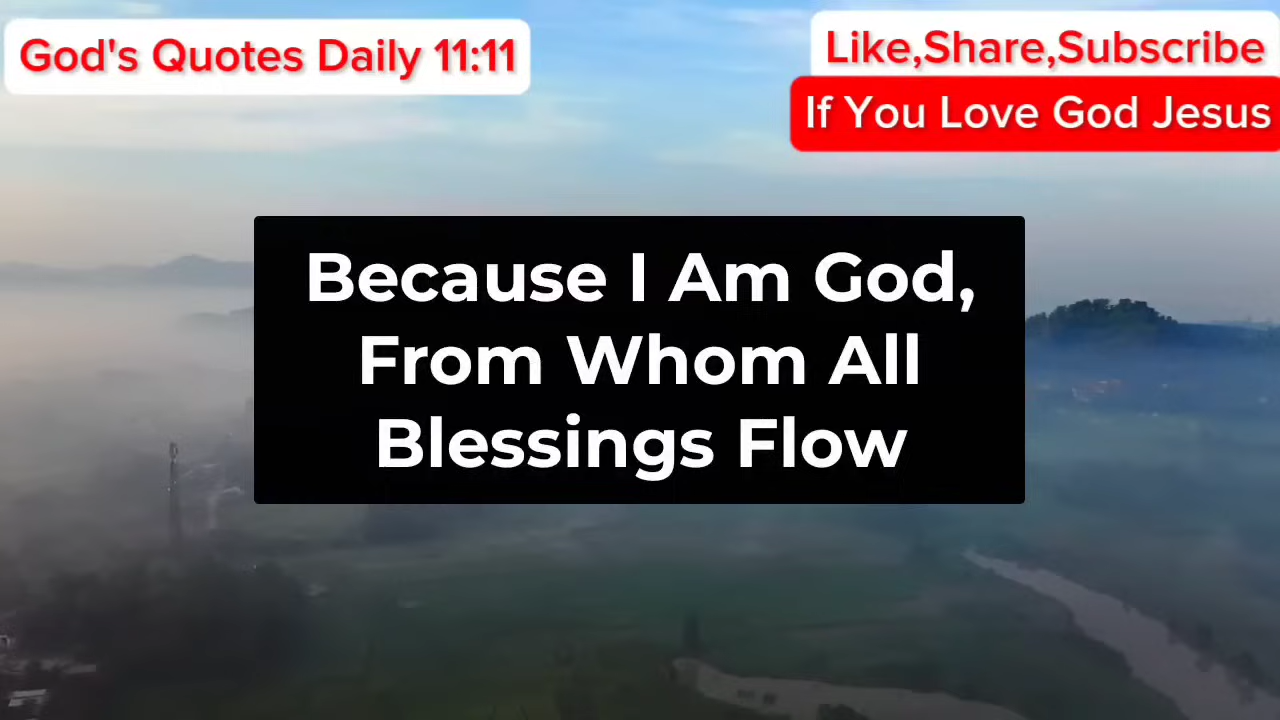 God's Quotes Daily 11:11
Like,Share,Subscribe
If You Love God Jesus
Because I Am God,
From Whom All
Blessings Flow